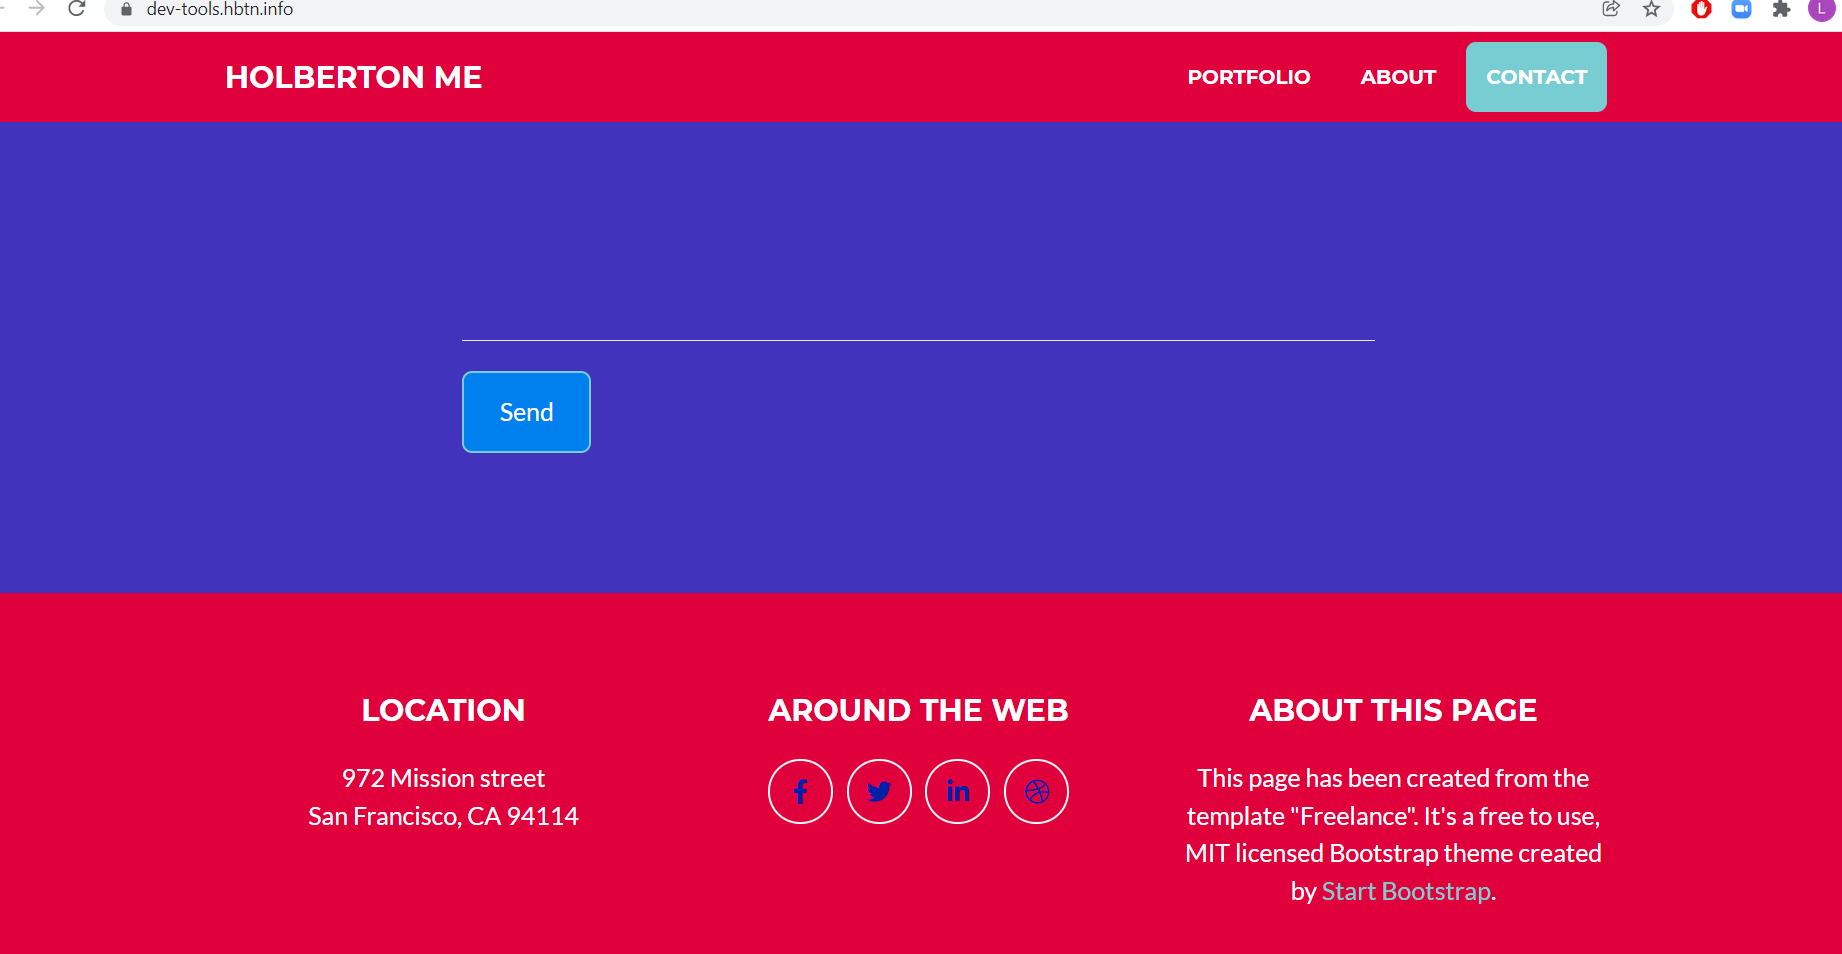 dev-tools.hbtn.info
L
HOLBERTON ME
PORTFOLIO ABOUT CONTACT
Send
LOCATION
972 Mission street
San Francisco, CA 94114
AROUND THE WEB
ABOUT THIS PAGE
This page has been created from the
template "Freelance". It's a free to use,
MIT licensed Bootstrap theme created
by Start Bootstrap.